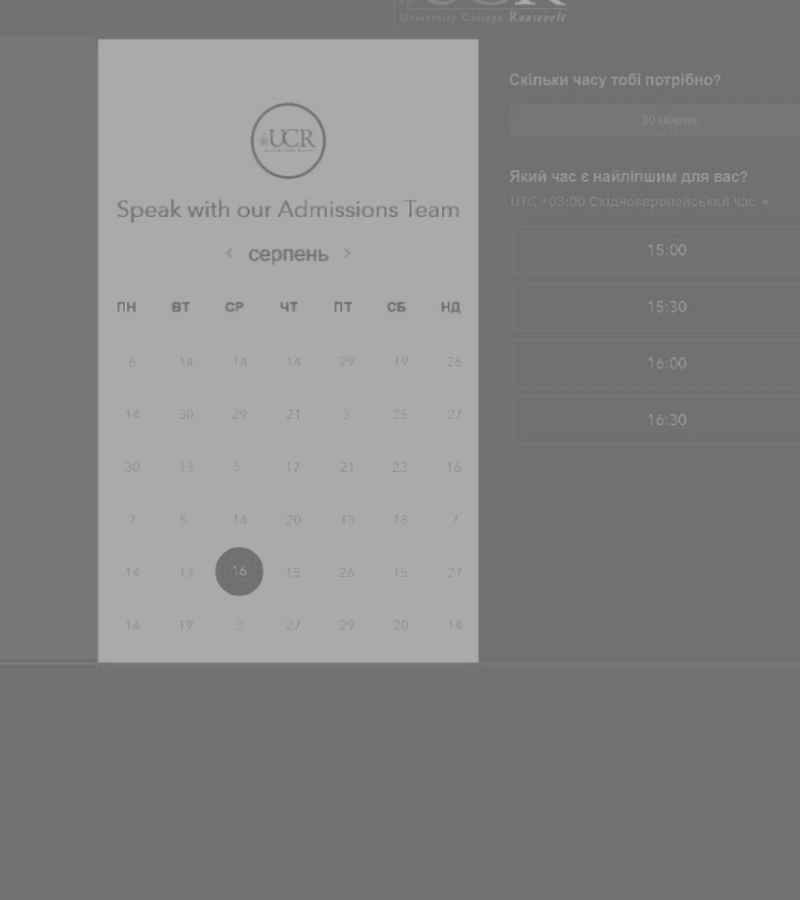 UCR
University College Roosevelt
UCR
Speak with our Admissions Team
< серпень >
ПН ВТ СР ЧТ ПТ СБ НД
6 14 14 14 29 19 26
14 30 29 21 3 25 27
30 13 5 17 21 23 16
7 5 14 20 13 18 7
14 13 16 15 26 15 27
14 19 2 27 29 20 14
Скільки часу тобі потрібно?
30 хвилин
Який час є найліпшим для вас?
UTC +03:00 Східноєвропейський час
15:00
15:30
16:00
16:30